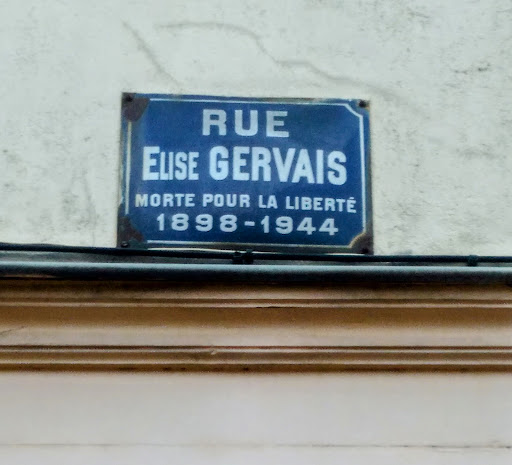 RUE
ELISE GERVAIS
MORTE POUR LA LIBERTÉ
1898-1944